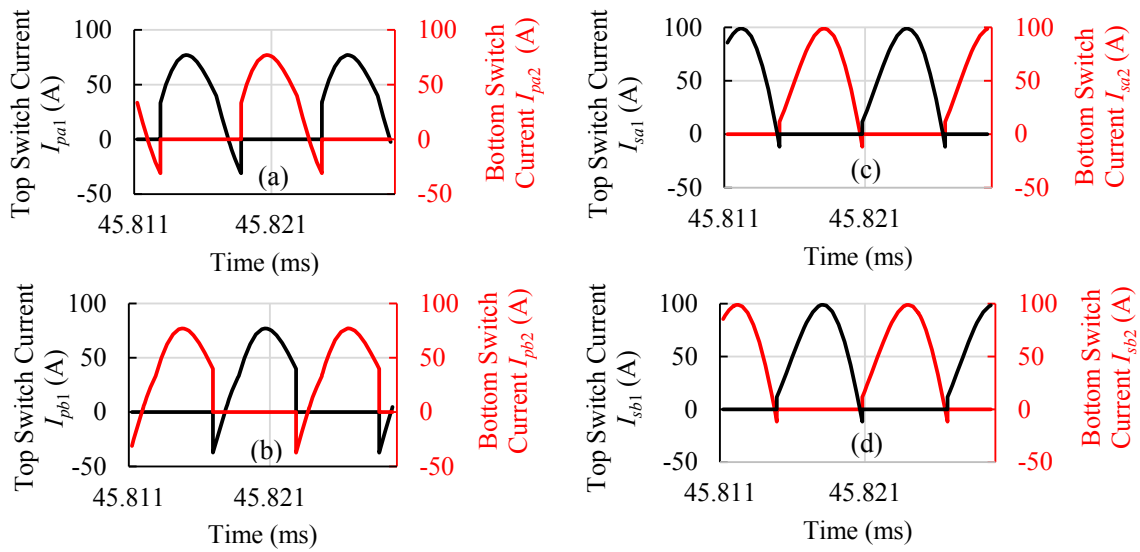 Top Switch Current
I_pa1 (A)
100
50
0
-50
(a)
100
50
0
-50
Bottom Switch
Current I_pa2 (A)
45.811
45.821
Time (ms)
Top Switch Current
I_sa1 (A)
100
50
0
-50
(c)
100
50
0
-50
Bottom Switch
Current I_sa2 (A)
45.811
45.821
Time (ms)
Top Switch Current
I_pb1 (A)
100
50
0
-50
(b)
100
50
0
-50
Bottom Switch
Current I_pb2 (A)
45.811
45.821
Time (ms)
Top Switch Current
I_sb1 (A)
100
50
0
-50
(d)
100
50
0
-50
Bottom Switch
Current I_sb2 (A)
45.811
45.821
Time (ms)